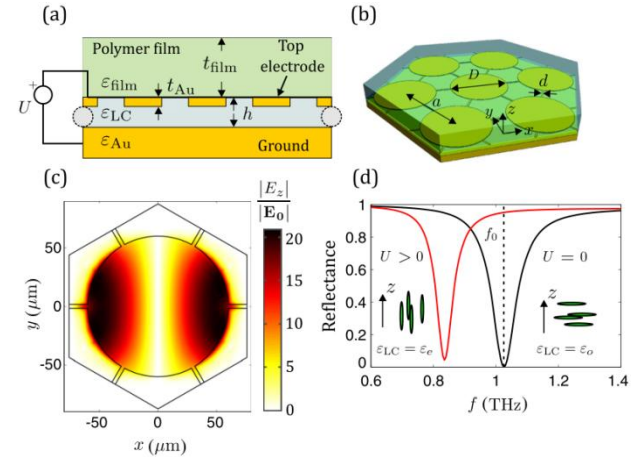 (a)
Polymer film
t_film
Top
electrode
ε_film
t_Au
U
ε_LC
h
ε_Au
Ground
(b)
D
d
a
y
z
x
(c)
|E_z|
|E_0|
y (μm)
50
0
-50
-50
0
50
x (μm)
20
15
10
5
0
(d)
Reflectance
1
0.8
0.6
0.4
0.2
0
f_0
U > 0
U = 0
z
z
ε_LC = ε_e
ε_LC = ε_o
0.6
0.8
1
1.2
1.4
f (THz)